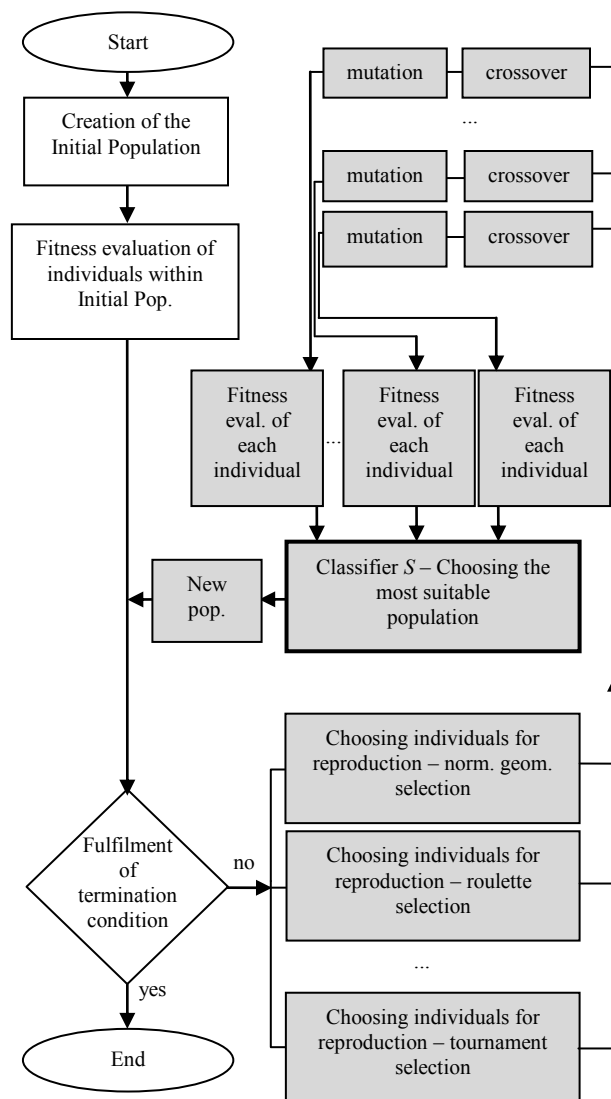 Start
Creation of the
Initial Population
Fitness evaluation of
individuals within
Initial Pop.
mutation
crossover
...
mutation
crossover
mutation
crossover
Fitness
eval. of
each
individual
...
Fitness
eval. of
each
individual
Fitness
eval. of
each
individual
Classifier S – Choosing the
most suitable
population
New
pop.
Choosing individuals for
reproduction – norm. geom.
selection
Fulfilment
of
termination
condition
no
Choosing individuals for
reproduction – roulette
selection
...
yes
Choosing individuals for
reproduction – tournament
selection
End